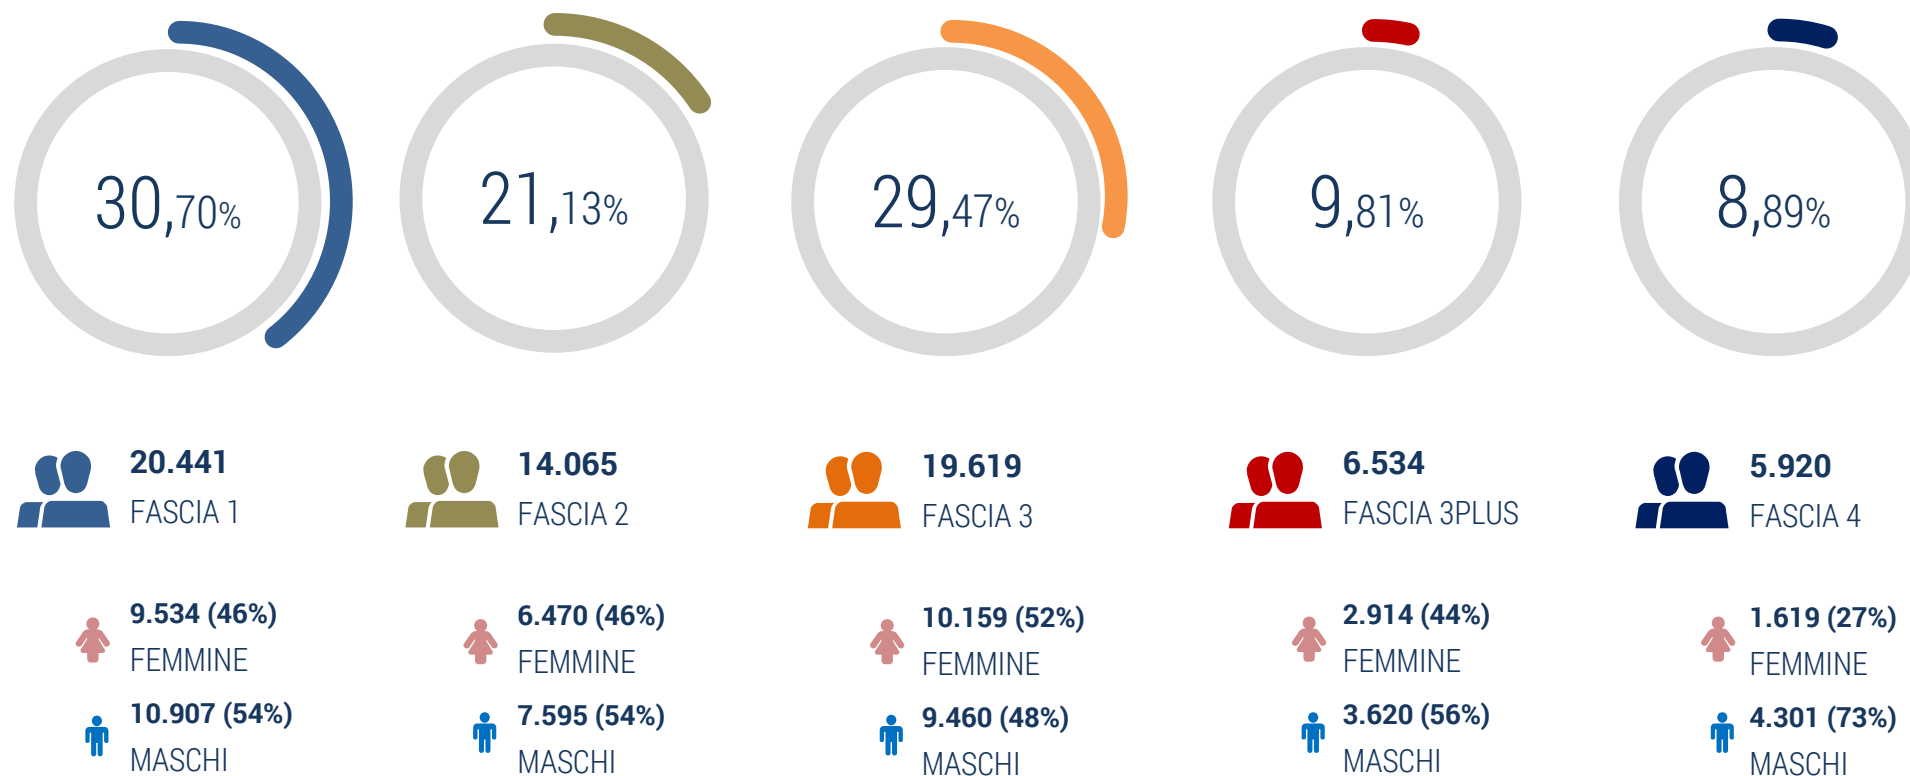 30,70%
21,13%
29,47%
9,81%
8,89%
20.441
FASCIA 1
14.065
FASCIA 2
19.619
FASCIA 3
6.534
FASCIA 3PLUS
5.920
FASCIA 4
9.534 (46%)
FEMMINE
6.470 (46%)
FEMMINE
10.159 (52%)
FEMMINE
2.914 (44%)
FEMMINE
1.619 (27%)
FEMMINE
10.907 (54%)
MASCHI
7.595 (54%)
MASCHI
9.460 (48%)
MASCHI
3.620 (56%)
MASCHI
4.301 (73%)
MASCHI